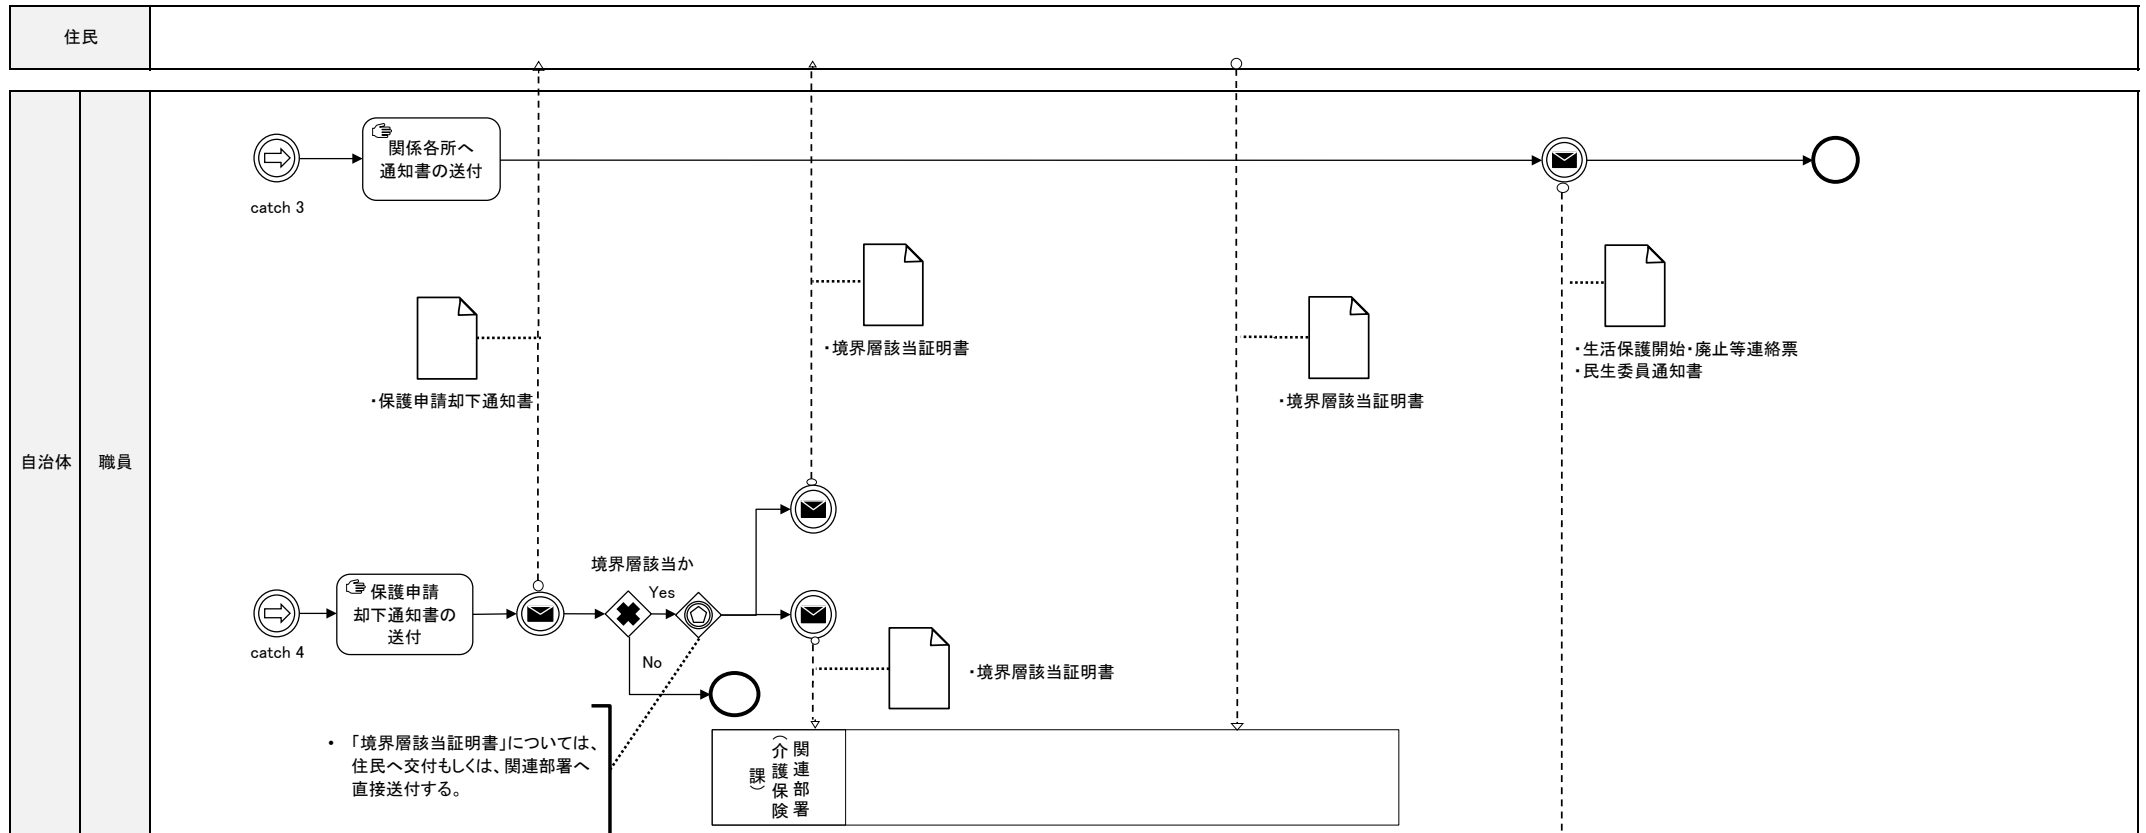 住民
自治体
職員
関係各所へ
通知書の送付
catch 3
・境界層該当証明書
・生活保護開始・廃止等連絡票
・民生委員通知書
・保護申請却下通知書
・境界層該当証明書
境界層該当か
Yes
No
保護申請
却下通知書の
送付
catch 4
・境界層該当証明書
• 「境界層該当証明書」については、
住民へ交付もしくは、関連部署へ
直接送付する。
関連部署
（介護保険
課）